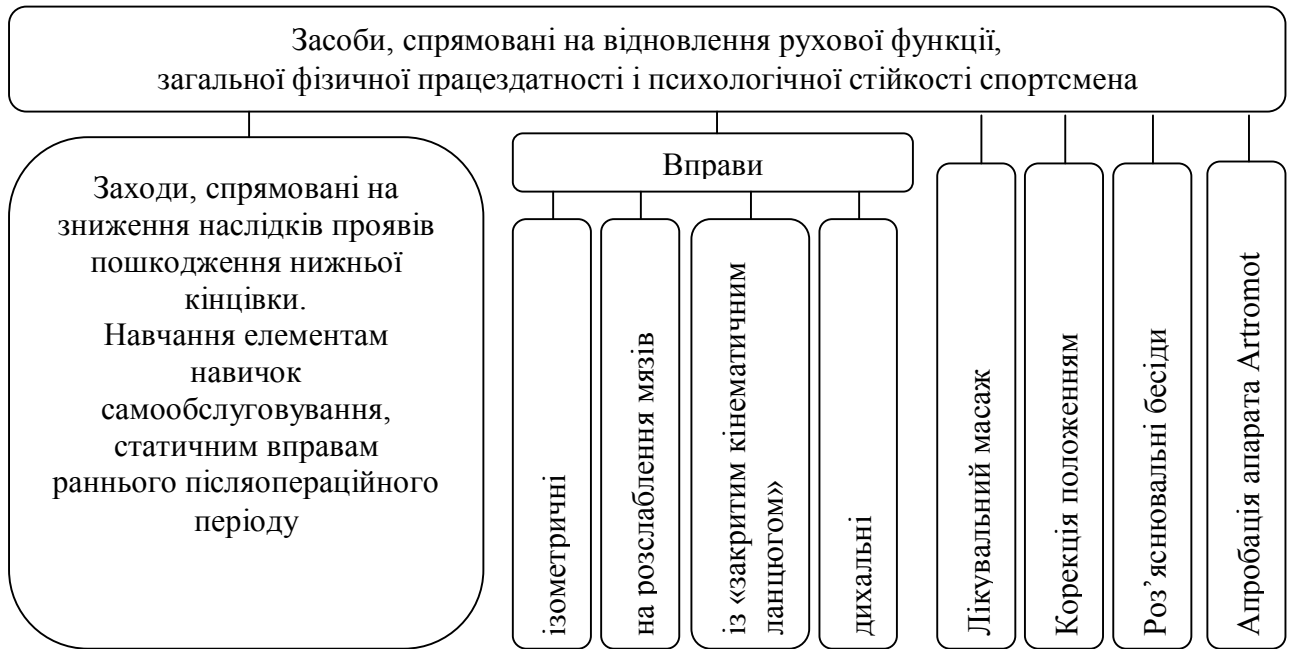 Засоби, спрямовані на відновлення рухової функції,
загальної фізичної працездатності і психологічної стійкості спортсмена
Заходи, спрямовані на
зниження наслідків проявів
пошкодження нижньої
кінцівки.
Навчання елементам
навичок
самообслуговування,
статичним вправам
раннього післяопераційного
періоду
Вправи
ізометричні
на розслаблення мязів
із «закритим кінематичним
ланцюгом»
дихальні
Лікувальний масаж
Корекція положенням
Роз’яснювальні бесіди
Апробація апарата Artromot